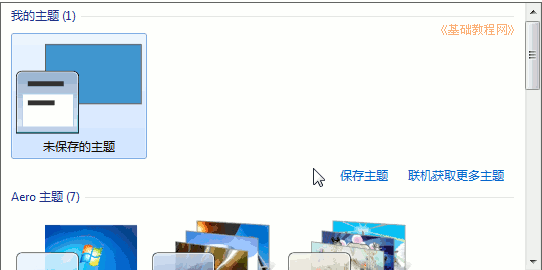 我的主题 (1)
《基础教程网》
未保存的主题
保存主题
联机获取更多主题
Aero 主题 (7)